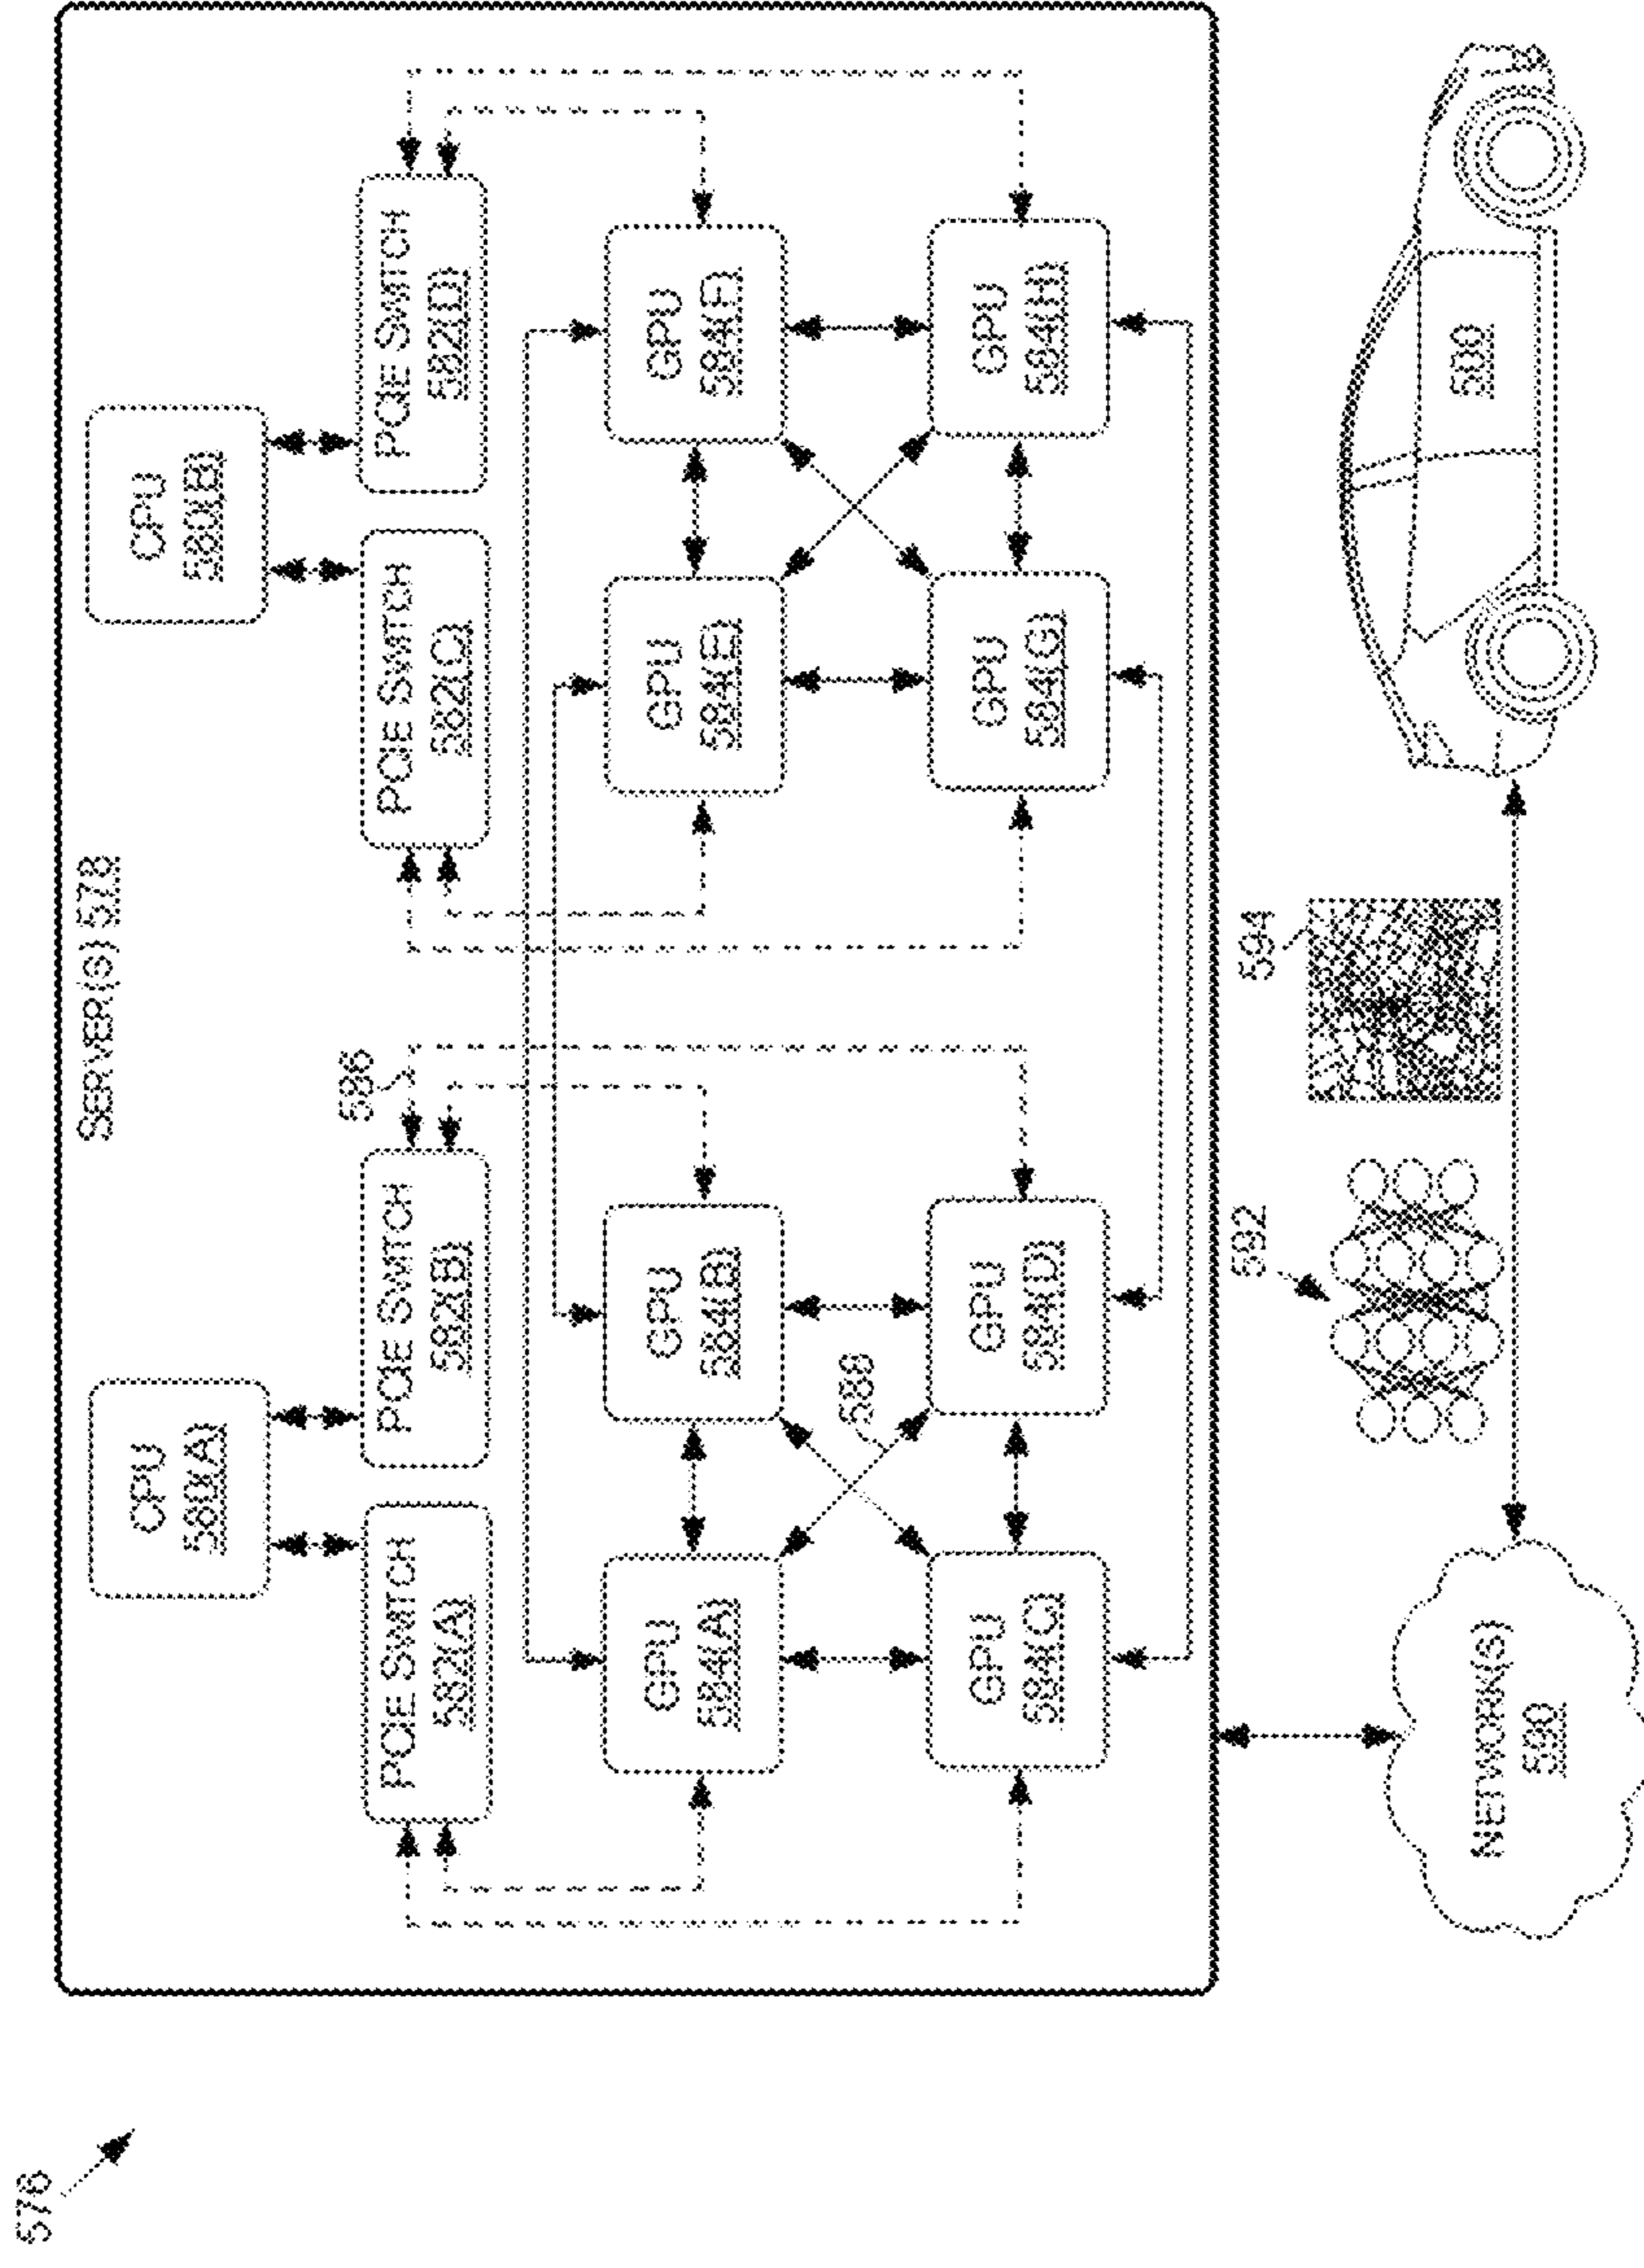 576
SERVER(S) 578
CPU
580(A)
CPU
580(B)
PCIE SWITCH
582(A)
PCIE SWITCH
582(B)
586
PCIE SWITCH
582(C)
PCIE SWITCH
582(D)
GPU
584(A)
GPU
584(B)
GPU
584(E)
GPU
584(F)
588
GPU
584(C)
GPU
584(D)
GPU
584(G)
GPU
584(H)
NETWORK(S)
590
592
594
500